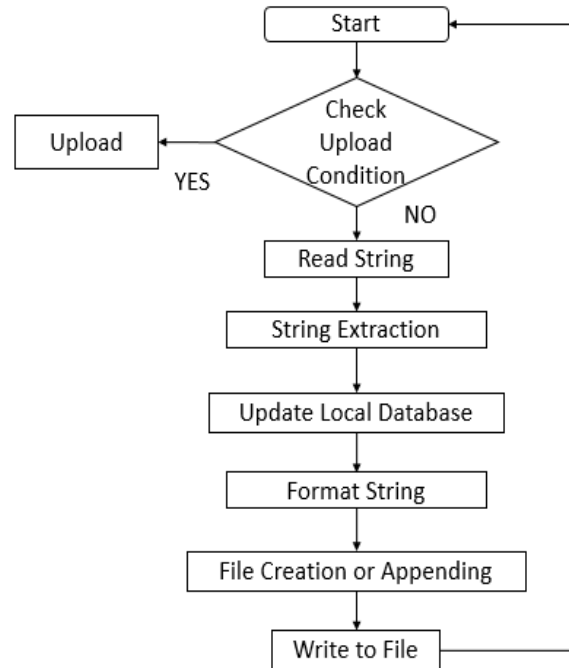 Start
Check
Upload
Condition
Upload
YES
NO
Read String
String Extraction
Update Local Database
Format String
File Creation or Appending
Write to File